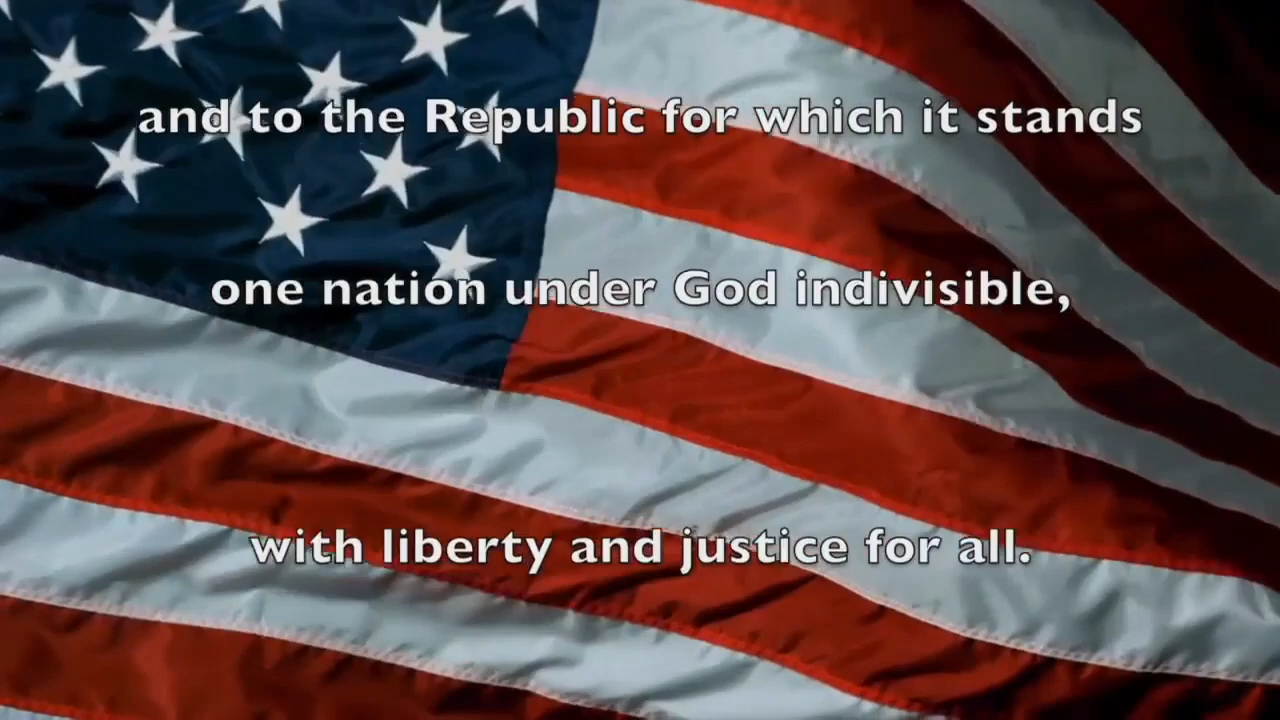 and to the Republic for which it stands
one nation under God indivisible,
with liberty and justice for all.